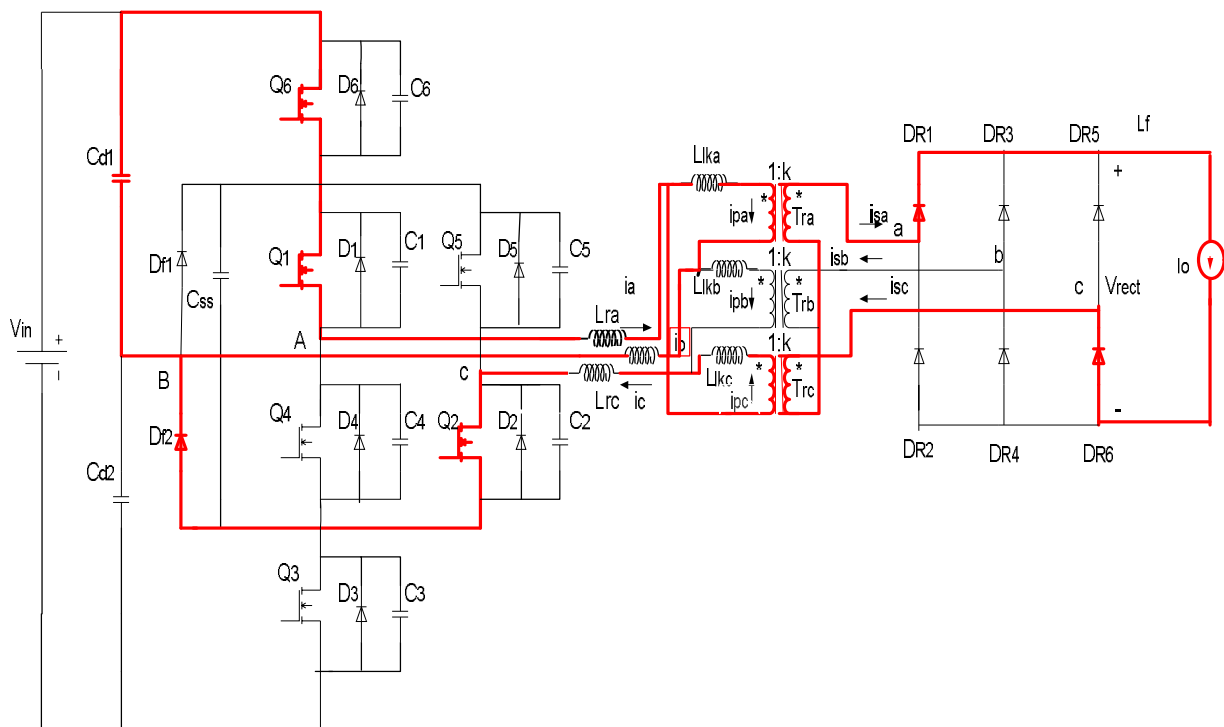 Q6
D6
C6
DR1
DR3
DR5
Lf
Cd1
Llka
1:k
+
*
*
ipa
Tra
isa
a
Df1
Q1
D1
C1
Q5
D5
C5
Css
ia
Llkb
1:k
*
*
isb
b
isc
c
Vrect
Io
Vin
+
-
A
Lra
ipb
Trb
ib
B
c
Lrc
ic
Llkc
1:k
*
*
ipc
Trc
-
Df2
Q4
D4
C4
Q2
D2
C2
DR2
DR4
DR6
Cd2
Q3
D3
C3